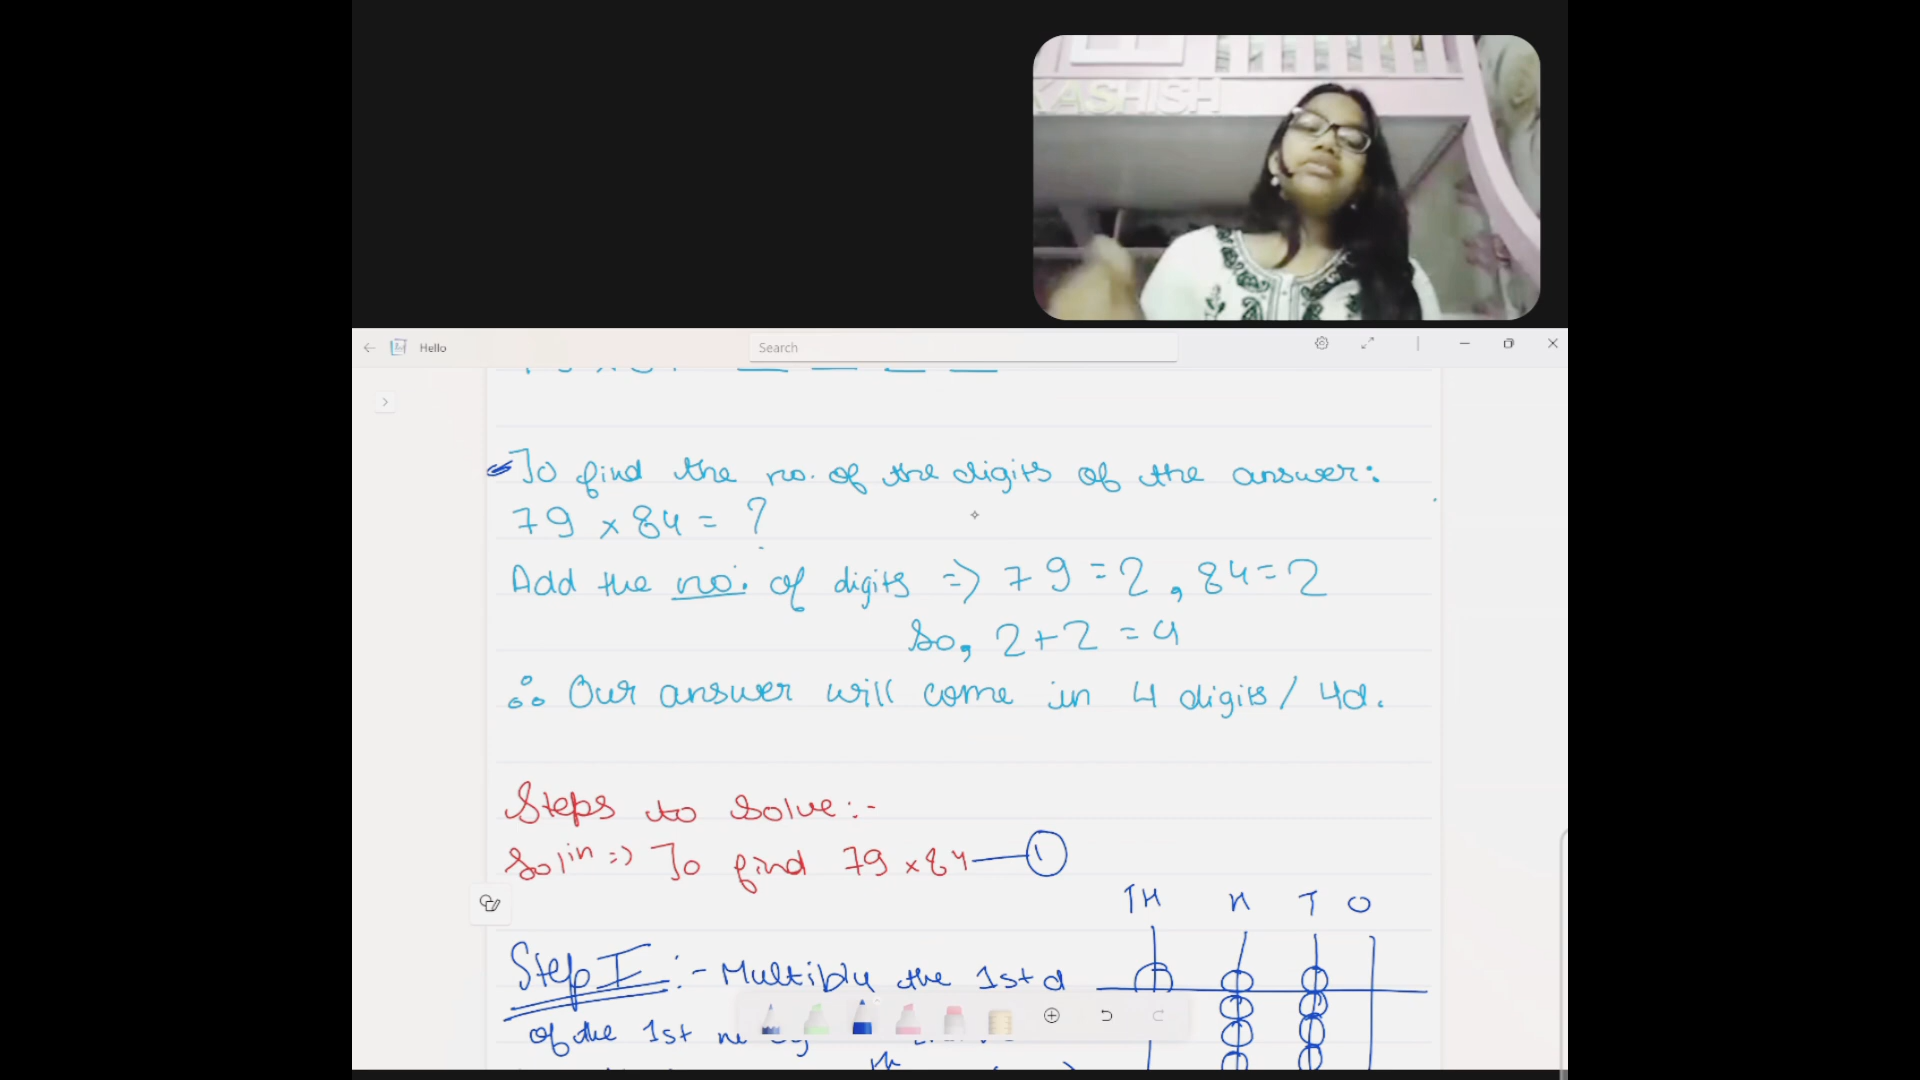 KASHISH
Hello
Search
To find the no. of the digits of the answer:
79 x 84 = ?
Add the no. of digits => 79 = 2, 84 = 2
So, 2 + 2 = 4
∴ Our answer will come in 4 digits / 4d.
Steps to Solve:-
Sol in => To find 79 x 84 — 1
TH H T O
Step I :- Multiply the 1st d
of the 1st